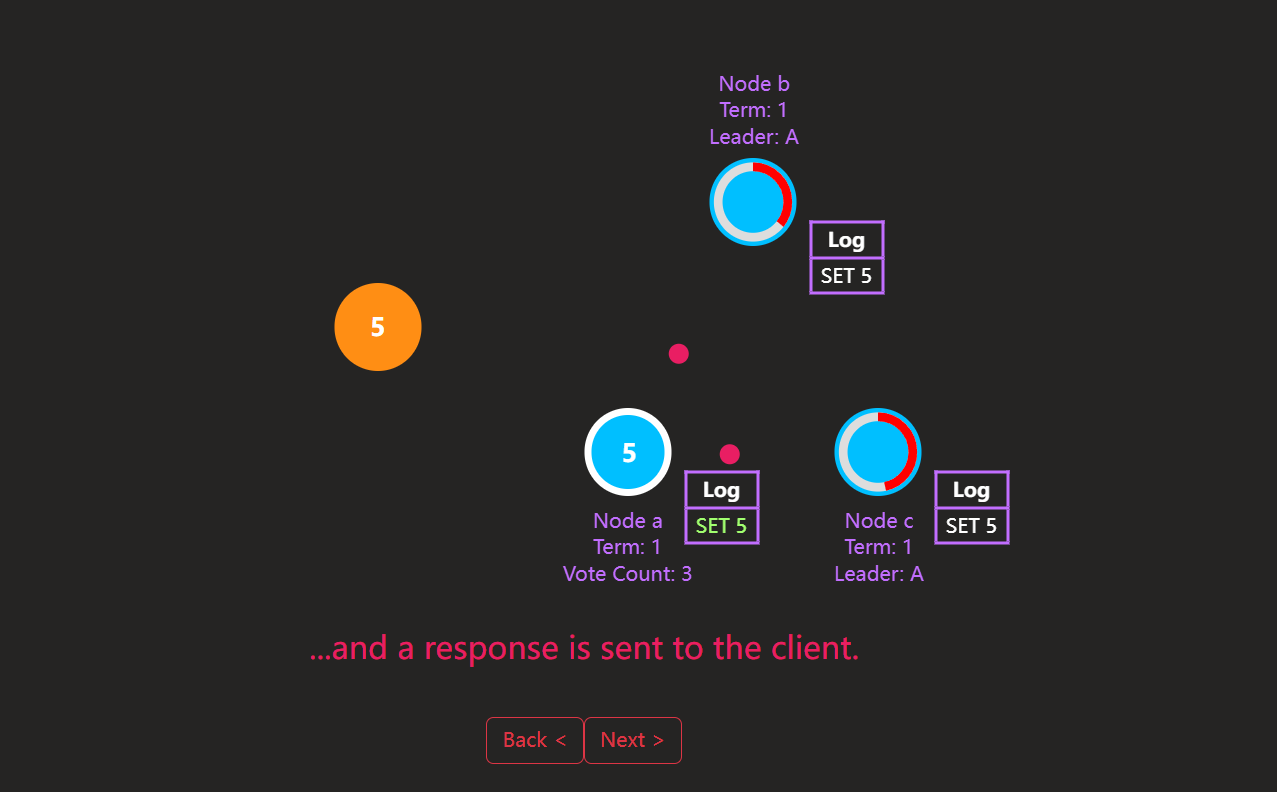 Node b
Term: 1
Leader: A
Log
SET 5
5
5
Log
SET 5
Node a
Term: 1
Vote Count: 3
Log
SET 5
Node c
Term: 1
Leader: A
...and a response is sent to the client.
Back <
Next >